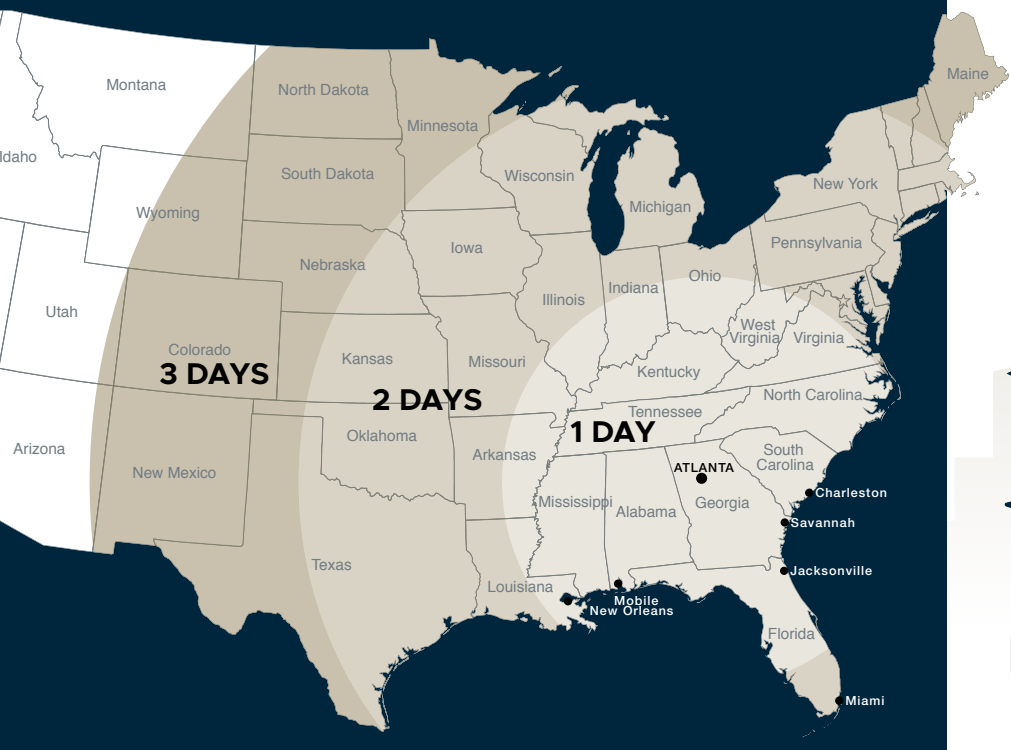 Montana
North Dakota
Minnesota
Maine
Idaho
South Dakota
Wisconsin
New York
Wyoming
Michigan
Pennsylvania
Iowa
Nebraska
Ohio
Indiana
Illinois
Utah
West
Virginia
Virginia
Colorado
Kansas
Missouri
3 DAYS
Kentucky
2 DAYS
North Carolina
Tennessee
1 DAY
Oklahoma
Arizona
Arkansas
South
Carolina
ATLANTA
New Mexico
Charleston
Mississippi
Georgia
Alabama
Savannah
Texas
Jacksonville
Louisiana
Mobile
New Orleans
Florida
Miami